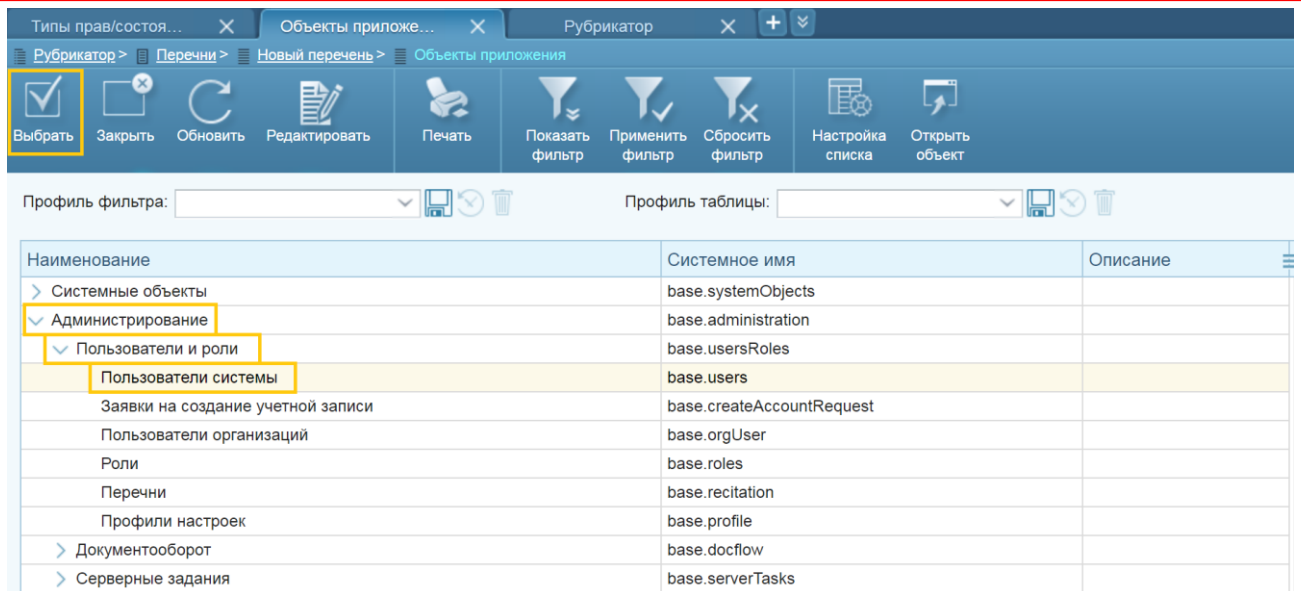 Типы прав/состоя... Объекты приложе... Рубрикатор
Рубрикатор > Перечни > Новый перечень > Объекты приложения
Выбрать Закрыть Обновить Редактировать Печать Показать фильтр Применить фильтр Сбросить фильтр Настройка списка Открыть объект
Профиль фильтра: Профиль таблицы:
Наименование Системное имя Описание
Системные объекты base.systemObjects
Администрирование base.administration
Пользователи и роли base.usersRoles
Пользователи системы base.users
Заявки на создание учетной записи base.createAccountRequest
Пользователи организаций base.orgUser
Роли base.roles
Перечни base.recitation
Профили настроек base.profile
Документооборот base.docflow
Серверные задания base.serverTasks